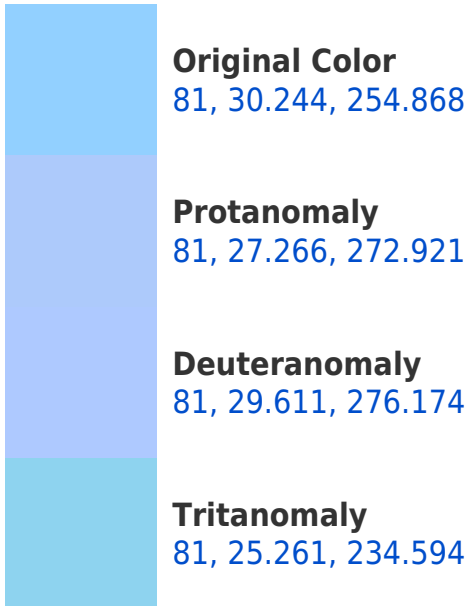 Original Color
81, 30.244, 254.868
Protanomaly
81, 27.266, 272.921
Deuteranomaly
81, 29.611, 276.174
Tritanomaly
81, 25.261, 234.594